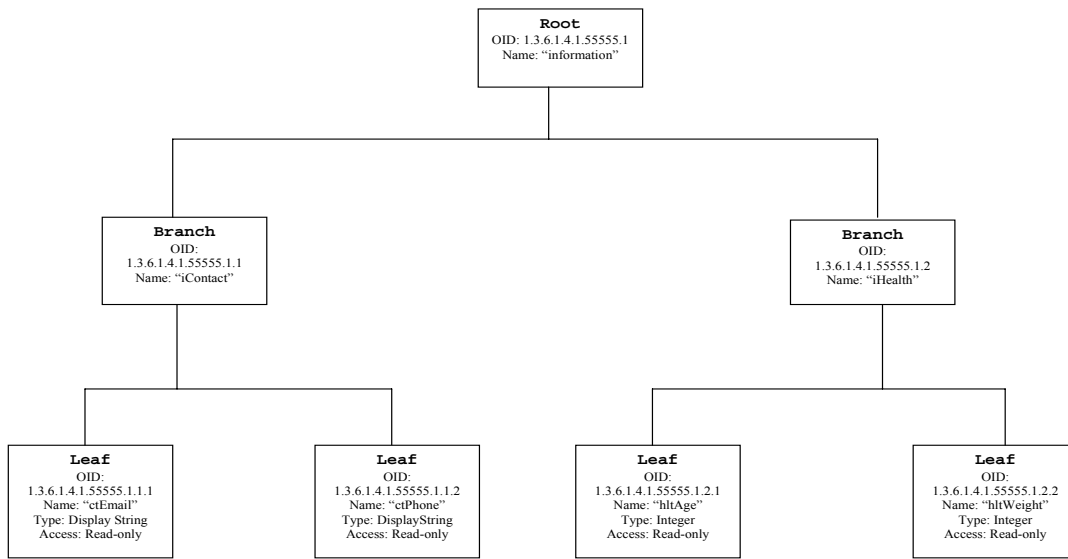 Root
OID: 1.3.6.1.4.1.55555.1
Name: “information”
Branch
OID:
1.3.6.1.4.1.55555.1.1
Name: “iContact”
Branch
OID:
1.3.6.1.4.1.55555.1.2
Name: “iHealth”
Leaf
OID:
1.3.6.1.4.1.55555.1.1.1
Name: “ctEmail”
Type: Display String
Access: Read-only
Leaf
OID:
1.3.6.1.4.1.55555.1.1.2
Name: “ctPhone”
Type: DisplayString
Access: Read-only
Leaf
OID:
1.3.6.1.4.1.55555.1.2.1
Name: “hltAge”
Type: Integer
Access: Read-only
Leaf
OID:
1.3.6.1.4.1.55555.1.2.2
Name: “hltWeight”
Type: Integer
Access: Read-only